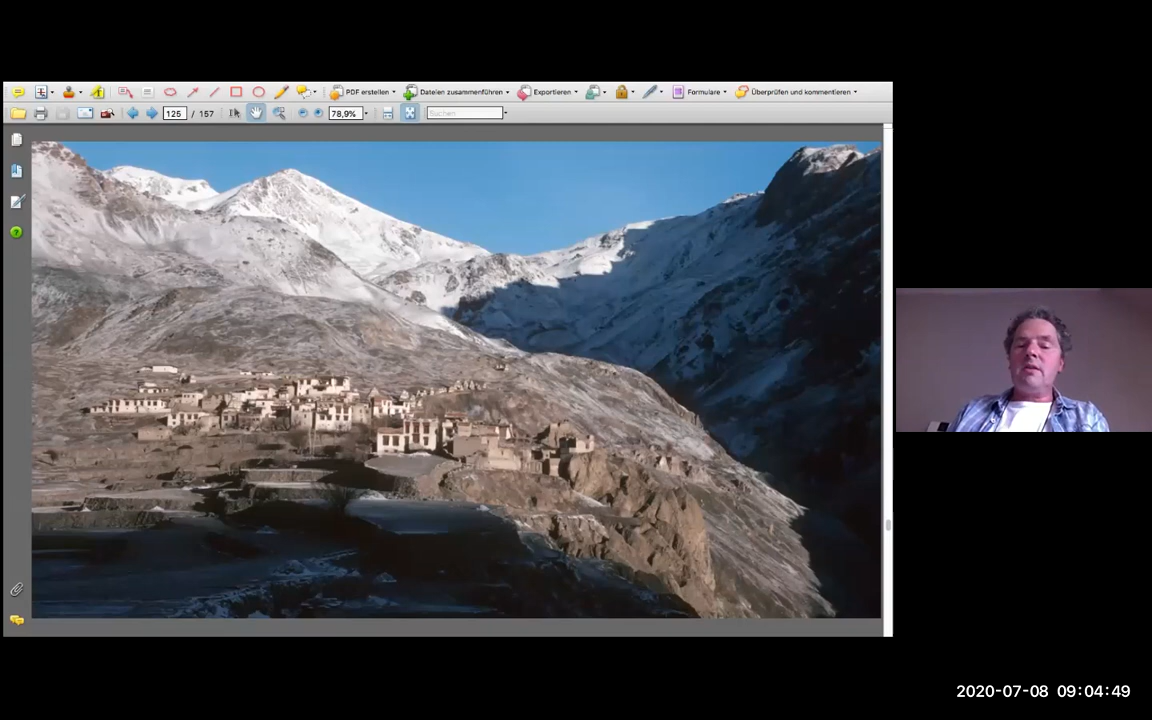 PDF erstellen Dateien zusammenführen Exportieren Formulare Überprüfen und kommentieren
125 / 157 78,9% Suchen
2020-07-08 09:04:49